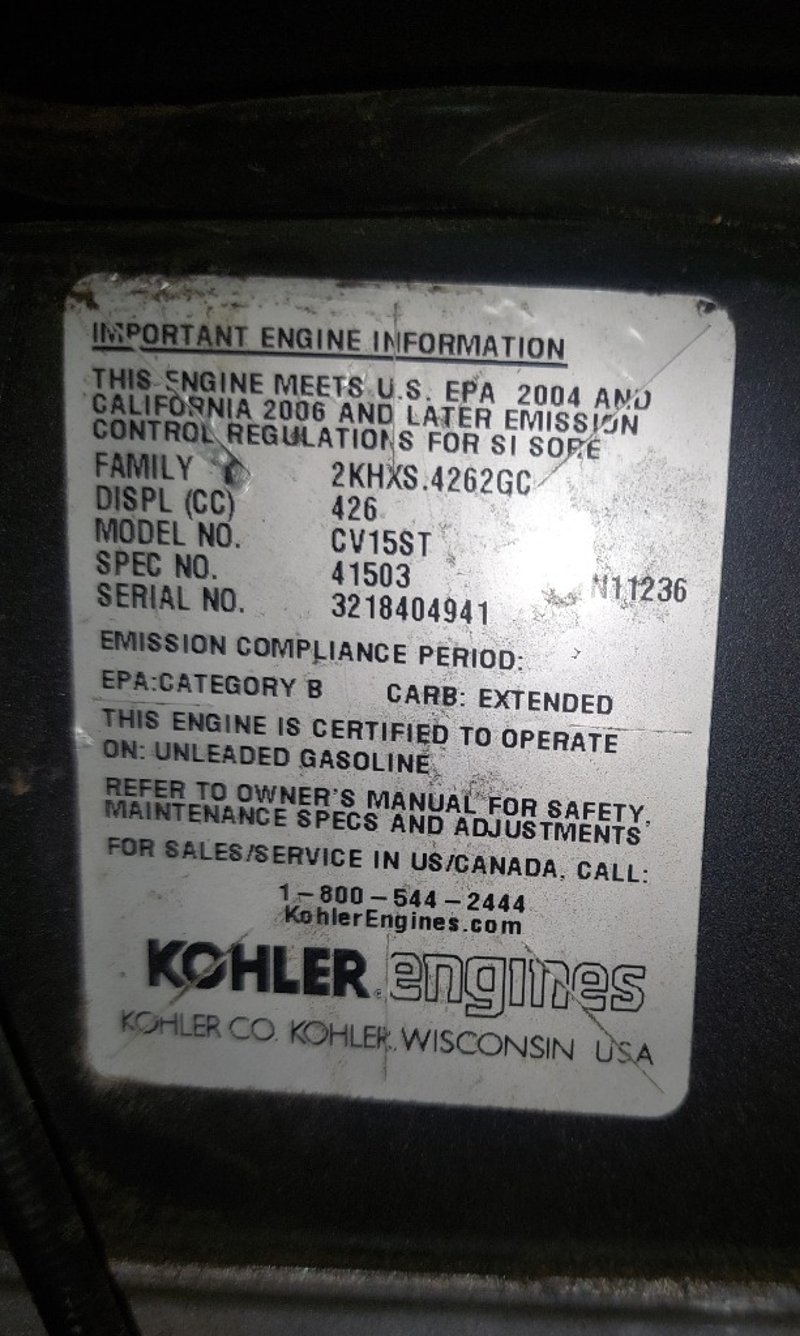 IMPORTANT ENGINE INFORMATION
THIS ENGINE MEETS U.S. EPA 2004 AND
CALIFORNIA 2006 AND LATER EMISSION
CONTROL REGULATIONS FOR SI SORE
FAMILY 2KHXS.4262GC
DISPL (CC) 426
MODEL NO. CV15ST
SPEC NO. 41503 N11236
SERIAL NO. 3218404941
EMISSION COMPLIANCE PERIOD:
EPA:CATEGORY B CARB: EXTENDED
THIS ENGINE IS CERTIFIED TO OPERATE
ON: UNLEADED GASOLINE
REFER TO OWNER'S MANUAL FOR SAFETY,
MAINTENANCE SPECS AND ADJUSTMENTS
FOR SALES/SERVICE IN US/CANADA, CALL:
1-800-544-2444
KohlerEngines.com
KOHLER engines
KOHLER CO. KOHLER, WISCONSIN USA